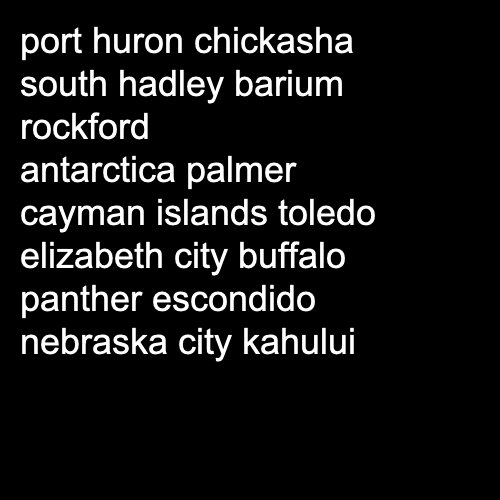 port huron chickasha
south hadley barium
rockford
antarctica palmer
cayman islands toledo
elizabeth city buffalo
panther escondido
nebraska city kahului